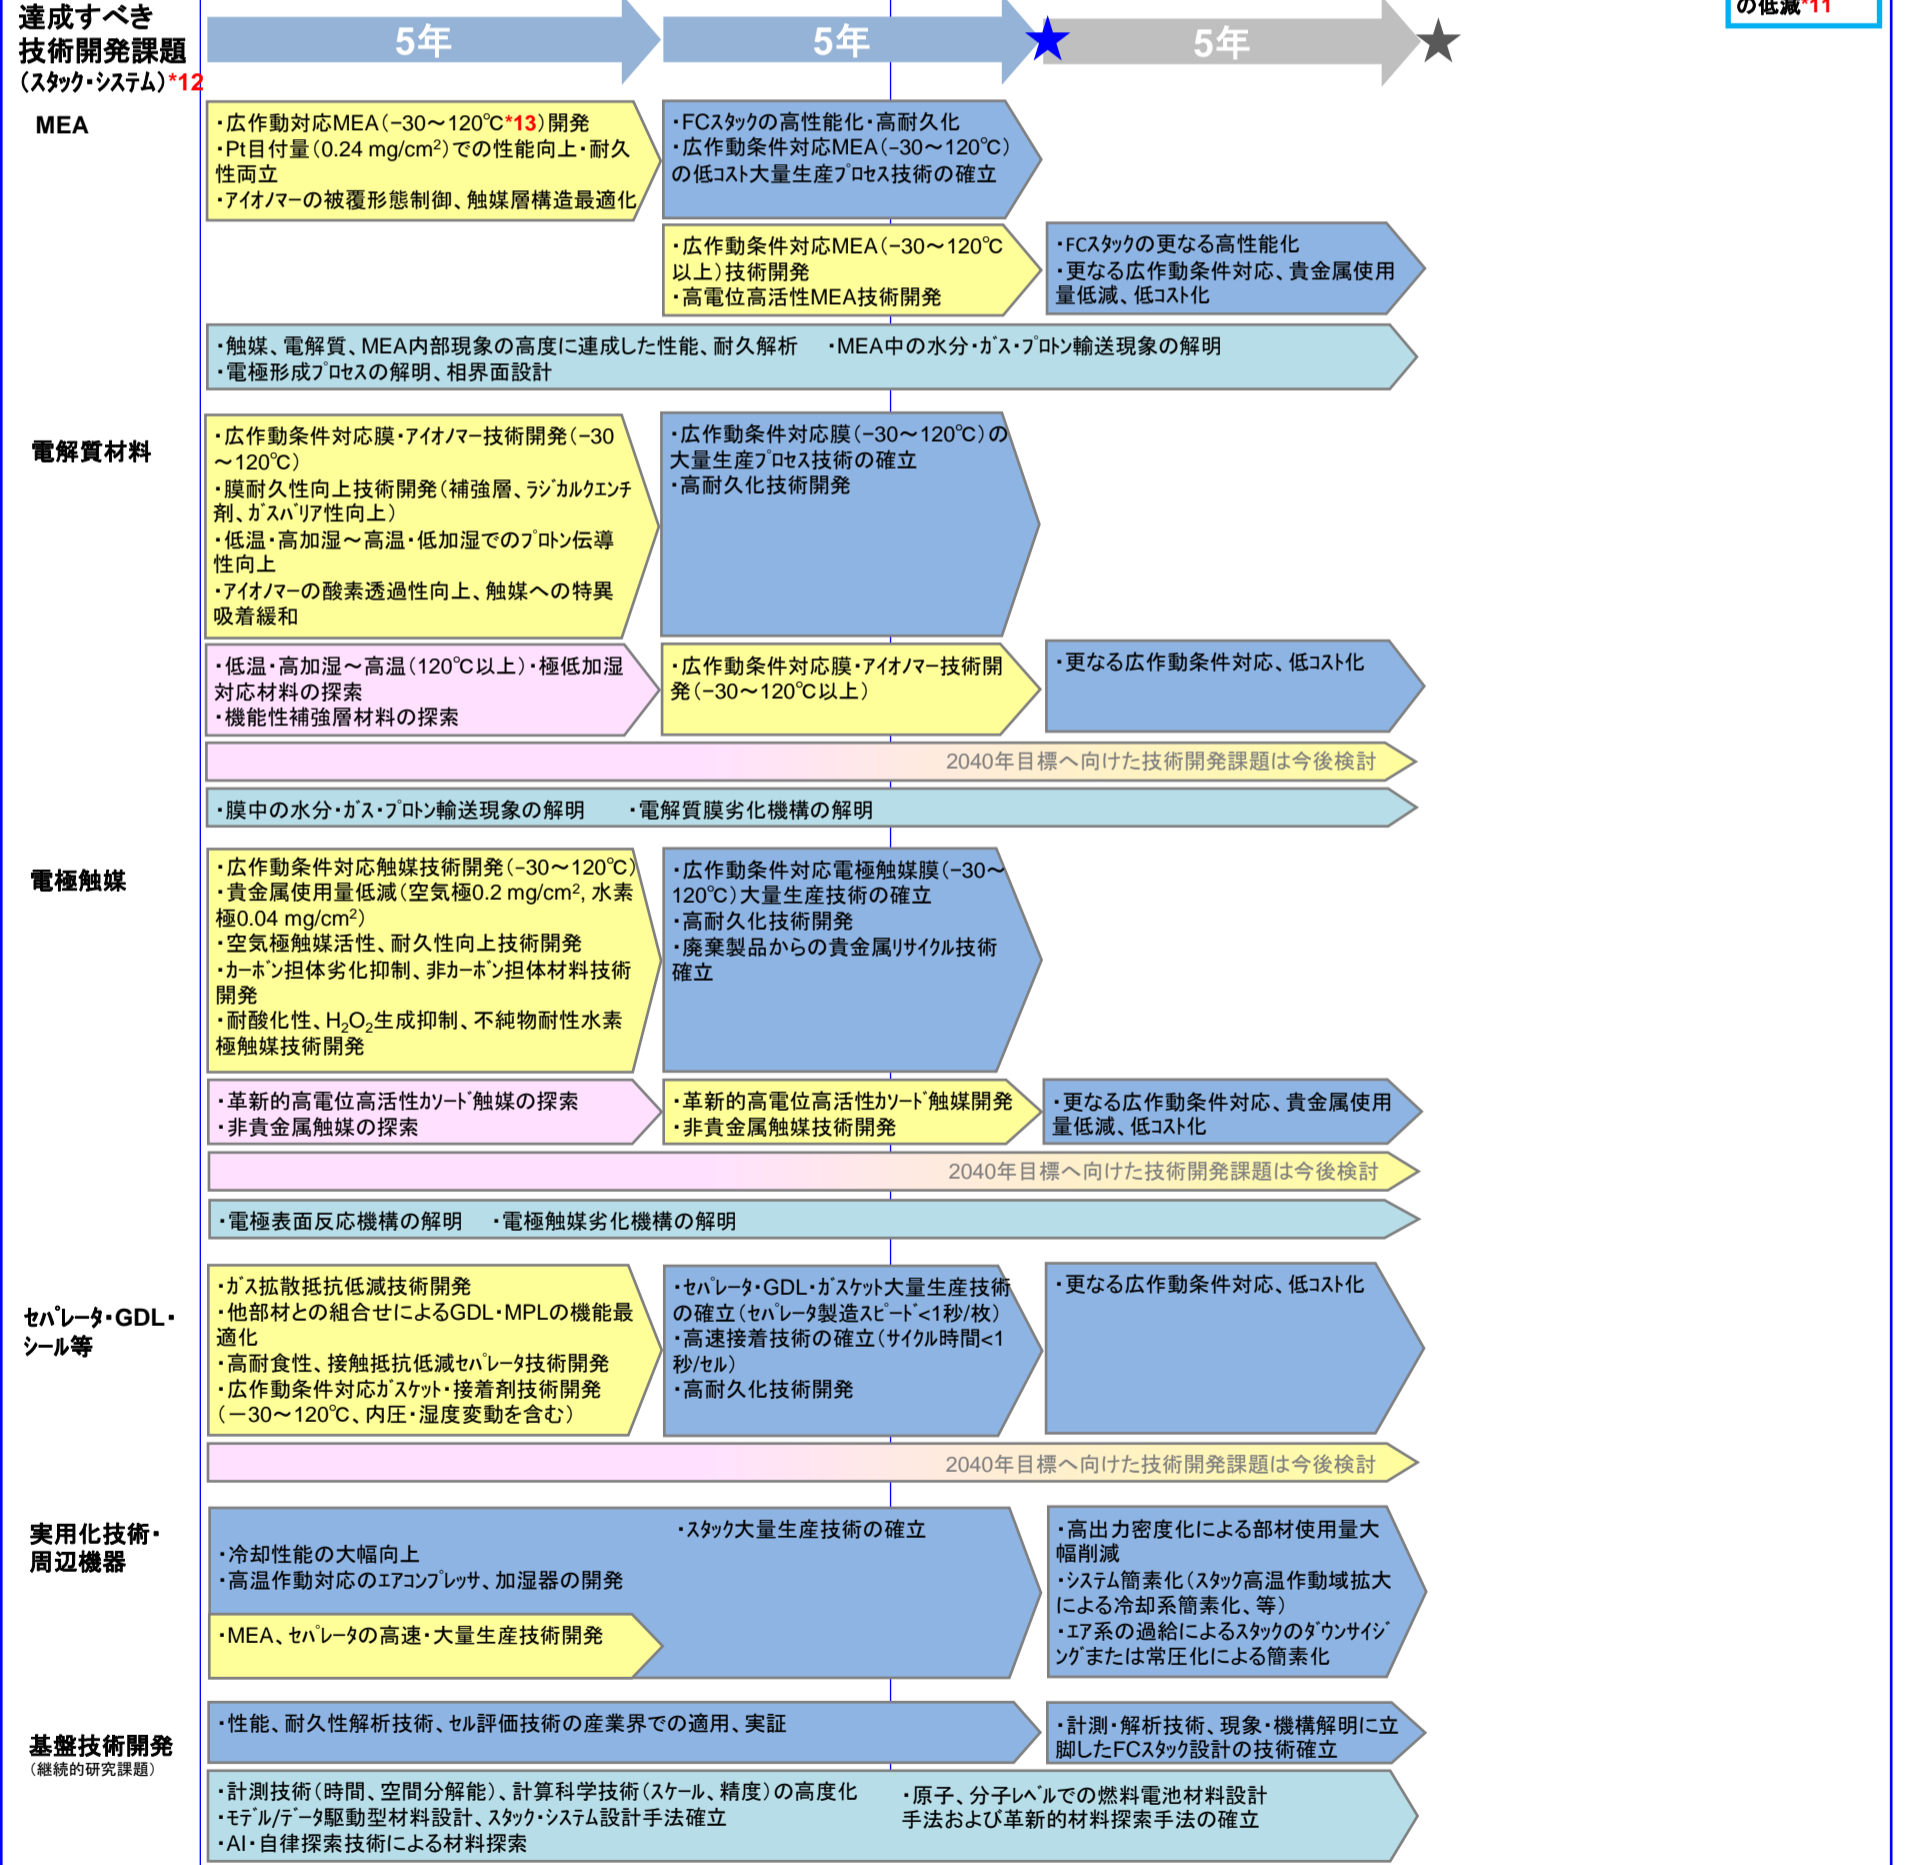 の低減*11
達成すべき
技術開発課題
（スタック・システム）*12
5年
5年
5年
MEA
・広作動対応MEA（−30～120℃*13）開発
・Pt目付量（0.24 mg/cm²）での性能向上・耐久
性両立
・アイオノマーの被覆形態制御、触媒層構造最適化
・FCスタックの高性能化・高耐久化
・広作動条件対応MEA（−30～120℃）
の低コスト大量生産プロセス技術の確立
・広作動条件対応MEA（−30～120℃
以上）技術開発
・高電位高活性MEA技術開発
・FCスタックの更なる高性能化
・更なる広作動条件対応、貴金属使用
量低減、低コスト化
・触媒、電解質、MEA内部現象の高度に連成した性能、耐久解析　・MEA中の水分・ガス・プロトン輸送現象の解明
・電極形成プロセスの解明、相界面設計
電解質材料
・広作動条件対応膜・アイオノマー技術開発（−30
～120℃）
・膜耐久性向上技術開発（補強層、ラジカルクエンチ
剤、ガスバリア性向上）
・低温・高加湿～高温・低加湿でのプロトン伝導
性向上
・アイオノマーの酸素透過性向上、触媒への特異
吸着緩和
・広作動条件対応膜（−30～120℃）の
大量生産プロセス技術の確立
・高耐久化技術開発
・低温・高加湿～高温（120℃以上）・極低加湿
対応材料の探索
・機能性補強層材料の探索
・広作動条件対応膜・アイオノマー技術開
発（−30～120℃以上）
・更なる広作動条件対応、低コスト化
2040年目標へ向けた技術開発課題は今後検討
・膜中の水分・ガス・プロトン輸送現象の解明　　・電解質膜劣化機構の解明
電極触媒
・広作動条件対応触媒技術開発（−30～120℃）
・貴金属使用量低減（空気極0.2 mg/cm², 水素
極0.04 mg/cm²）
・空気極触媒活性、耐久性向上技術開発
・カーボン担体劣化抑制、非カーボン担体材料技術
開発
・耐酸化性、H₂O₂生成抑制、不純物耐性水素
極触媒技術開発
・広作動条件対応電極触媒膜（−30～
120℃）大量生産技術の確立
・高耐久化技術開発
・廃棄製品からの貴金属リサイクル技術
確立
・革新的高電位高活性カソード触媒の探索
・非貴金属触媒の探索
・革新的高電位高活性カソード触媒開発
・非貴金属触媒技術開発
・更なる広作動条件対応、貴金属使用
量低減、低コスト化
2040年目標へ向けた技術開発課題は今後検討
・電極表面反応機構の解明　・電極触媒劣化機構の解明
セパレータ・GDL・
シール等
・ガス拡散抵抗低減技術開発
・他部材との組合せによるGDL・MPLの機能最
適化
・高耐食性、接触抵抗低減セパレータ技術開発
・広作動条件対応ガスケット・接着剤技術開発
（－30～120℃、内圧・湿度変動を含む）
・セパレータ・GDL・ガスケット大量生産技術
の確立（セパレータ製造スピード<1秒/枚）
・高速接着技術の確立（サイクル時間<1
秒/セル）
・高耐久化技術開発
・更なる広作動条件対応、低コスト化
2040年目標へ向けた技術開発課題は今後検討
実用化技術・
周辺機器
・スタック大量生産技術の確立
・冷却性能の大幅向上
・高温作動対応のエアコンプレッサ、加湿器の開発
・MEA、セパレータの高速・大量生産技術開発
・高出力密度化による部材使用量大
幅削減
・システム簡素化（スタック高温作動域拡大
による冷却系簡素化、等）
・エア系の過給によるスタックのダウンサイジ
ングまたは常圧化による簡素化
基盤技術開発
（継続的研究課題）
・性能、耐久性解析技術、セル評価技術の産業界での適用、実証
・計測・解析技術、現象・機構解明に立
脚したFCスタック設計の技術確立
・計測技術（時間、空間分解能）、計算科学技術（スケール、精度）の高度化
・モデル/データ駆動型材料設計、スタック・システム設計手法確立
・AI・自律探索技術による材料探索
・原子、分子レベルでの燃料電池材料設計
手法および革新的材料探索手法の確立